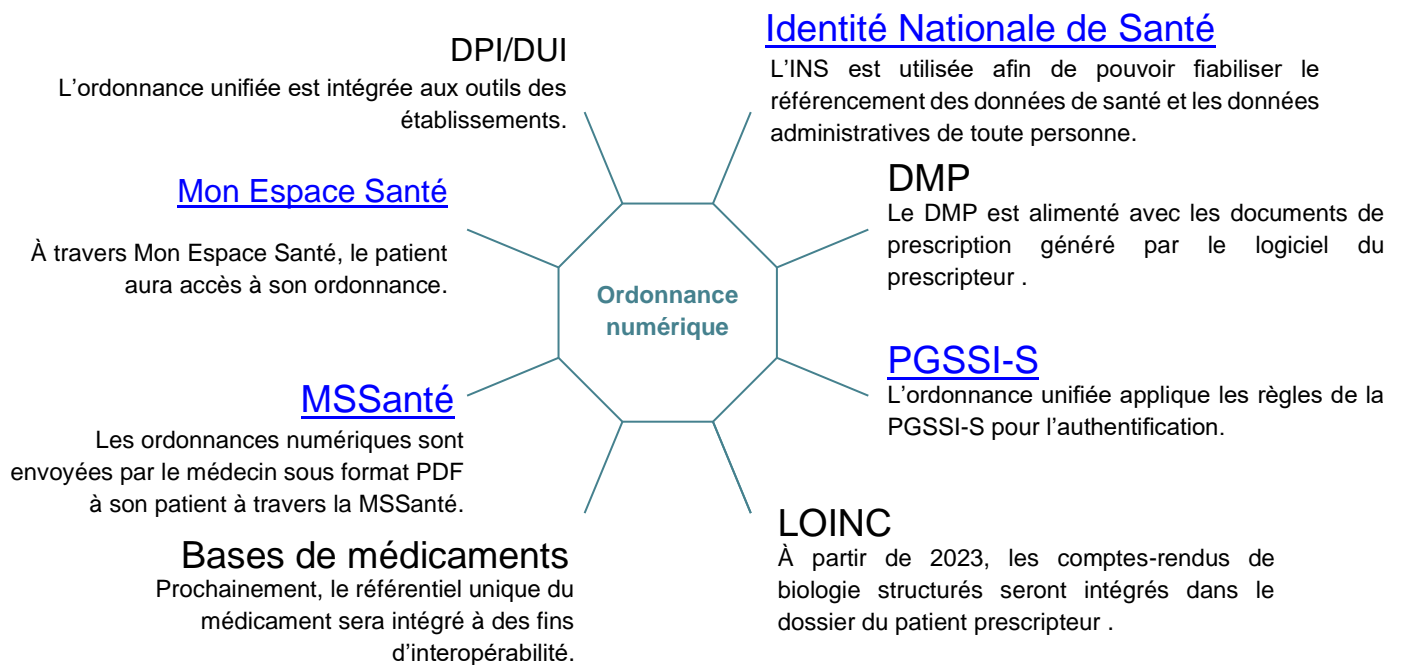 DPI/DUI
L’ordonnance unifiée est intégrée aux outils des
établissements.
Identité Nationale de Santé
L’INS est utilisée afin de pouvoir fiabiliser le
référencement des données de santé et les données
administratives de toute personne.
Mon Espace Santé
À travers Mon Espace Santé, le patient
aura accès à son ordonnance.
DMP
Le DMP est alimenté avec les documents de
prescription généré par le logiciel du
prescripteur .
Ordonnance
numérique
MSSanté
Les ordonnances numériques sont
envoyées par le médecin sous format PDF
à son patient à travers la MSSanté.
PGSSI-S
L’ordonnance unifiée applique les règles de la
PGSSI-S pour l’authentification.
Bases de médicaments
Prochainement, le référentiel unique du
médicament sera intégré à des fins
d’interopérabilité.
LOINC
À partir de 2023, les comptes-rendus de
biologie structurés seront intégrés dans le
dossier du patient prescripteur .